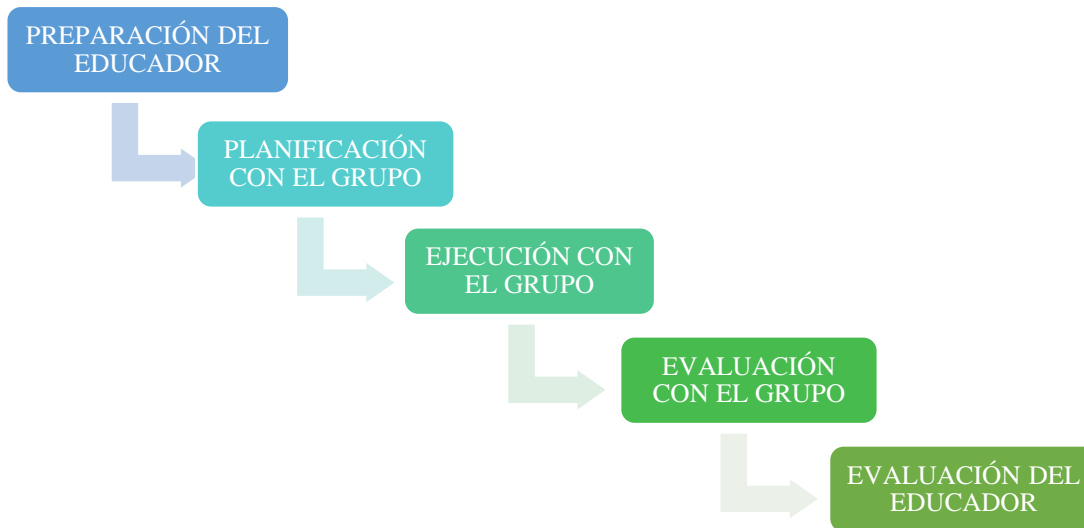 PREPARACIÓN DEL
EDUCADOR
PLANIFICACIÓN
CON EL GRUPO
EJECUCIÓN CON
EL GRUPO
EVALUACIÓN
CON EL GRUPO
EVALUACIÓN DEL
EDUCADOR